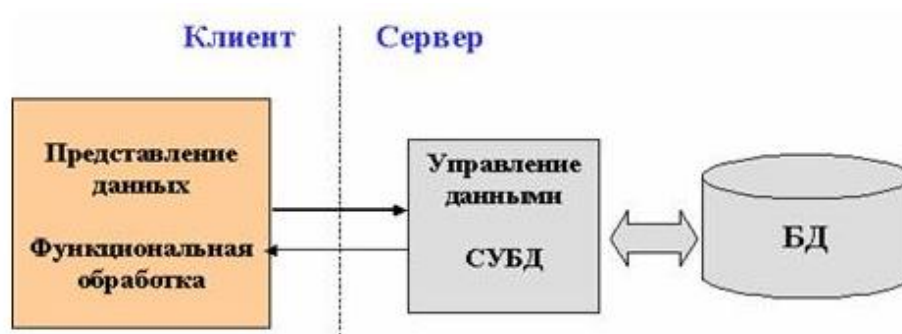 Клиент
Сервер
Представление
данных
Функциональная
обработка
Управление
данными
СУБД
БД